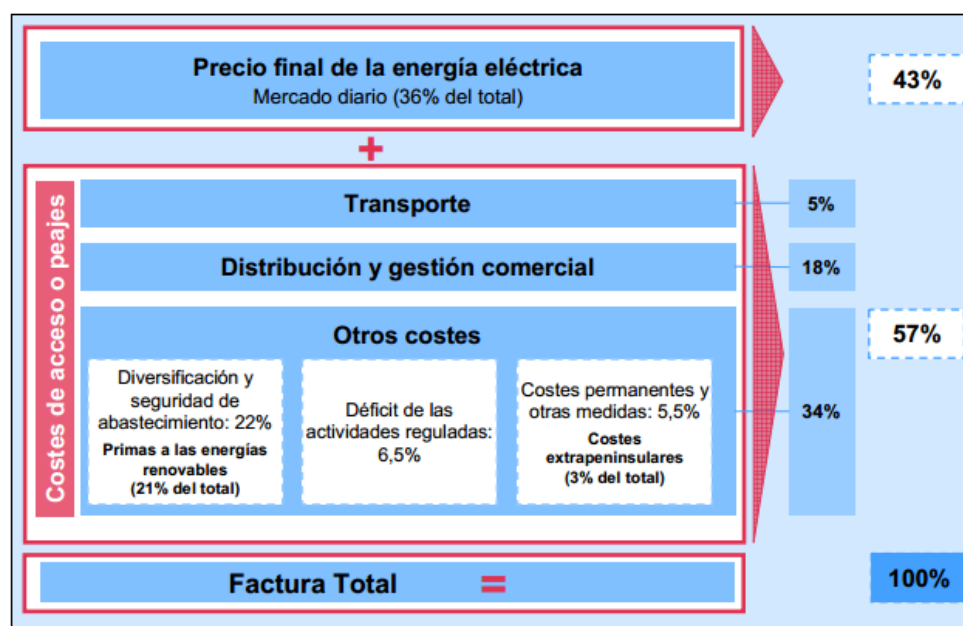 Precio final de la energía eléctrica
Mercado diario (36% del total)
43%
+
Costes de acceso o peajes
Transporte
5%
Distribución y gestión comercial
18%
Otros costes
Diversificación y
seguridad de
abastecimiento: 22%
Primas a las energías
renovables
(21% del total)
Déficit de las
actividades reguladas:
6,5%
Costes permanentes y
otras medidas: 5,5%
Costes
extrapeninsulares
(3% del total)
34%
57%
Factura Total =
100%